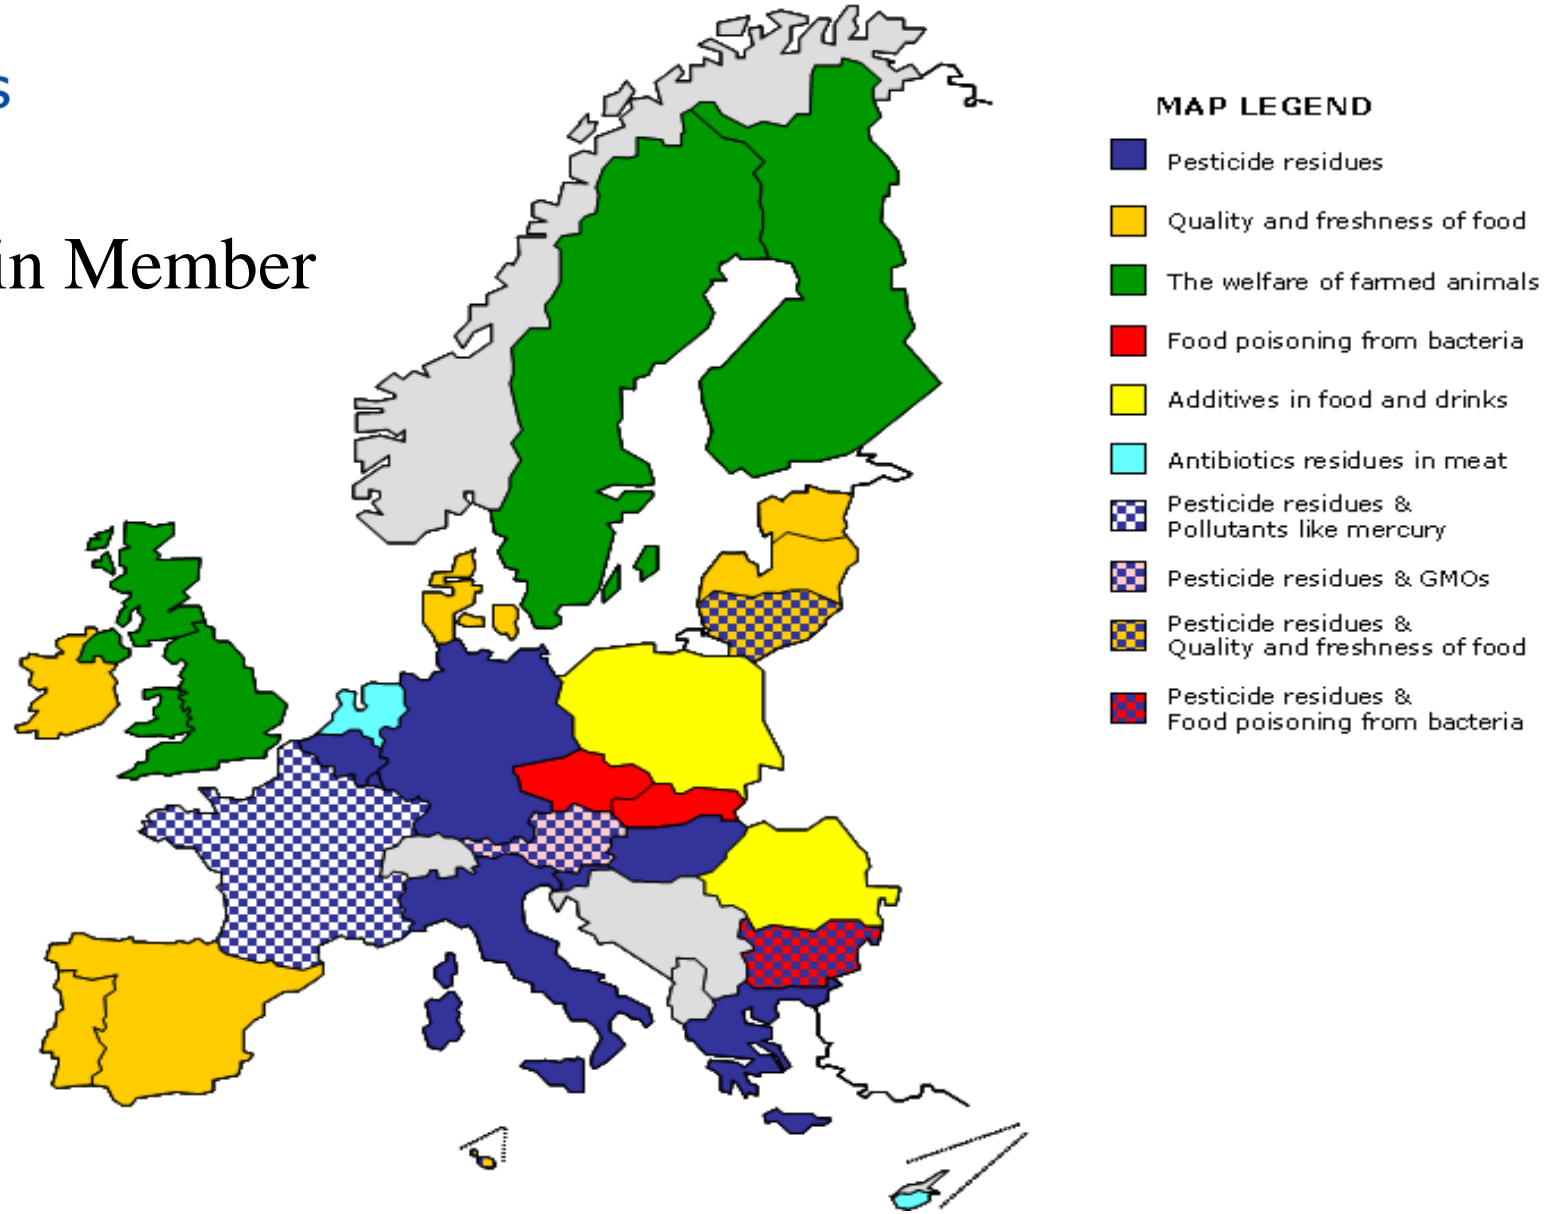 s
in Member
MAP LEGEND
Pesticide residues
Quality and freshness of food
The welfare of farmed animals
Food poisoning from bacteria
Additives in food and drinks
Antibiotics residues in meat
Pesticide residues &
Pollutants like mercury
Pesticide residues & GMOs
Pesticide residues &
Quality and freshness of food
Pesticide residues &
Food poisoning from bacteria